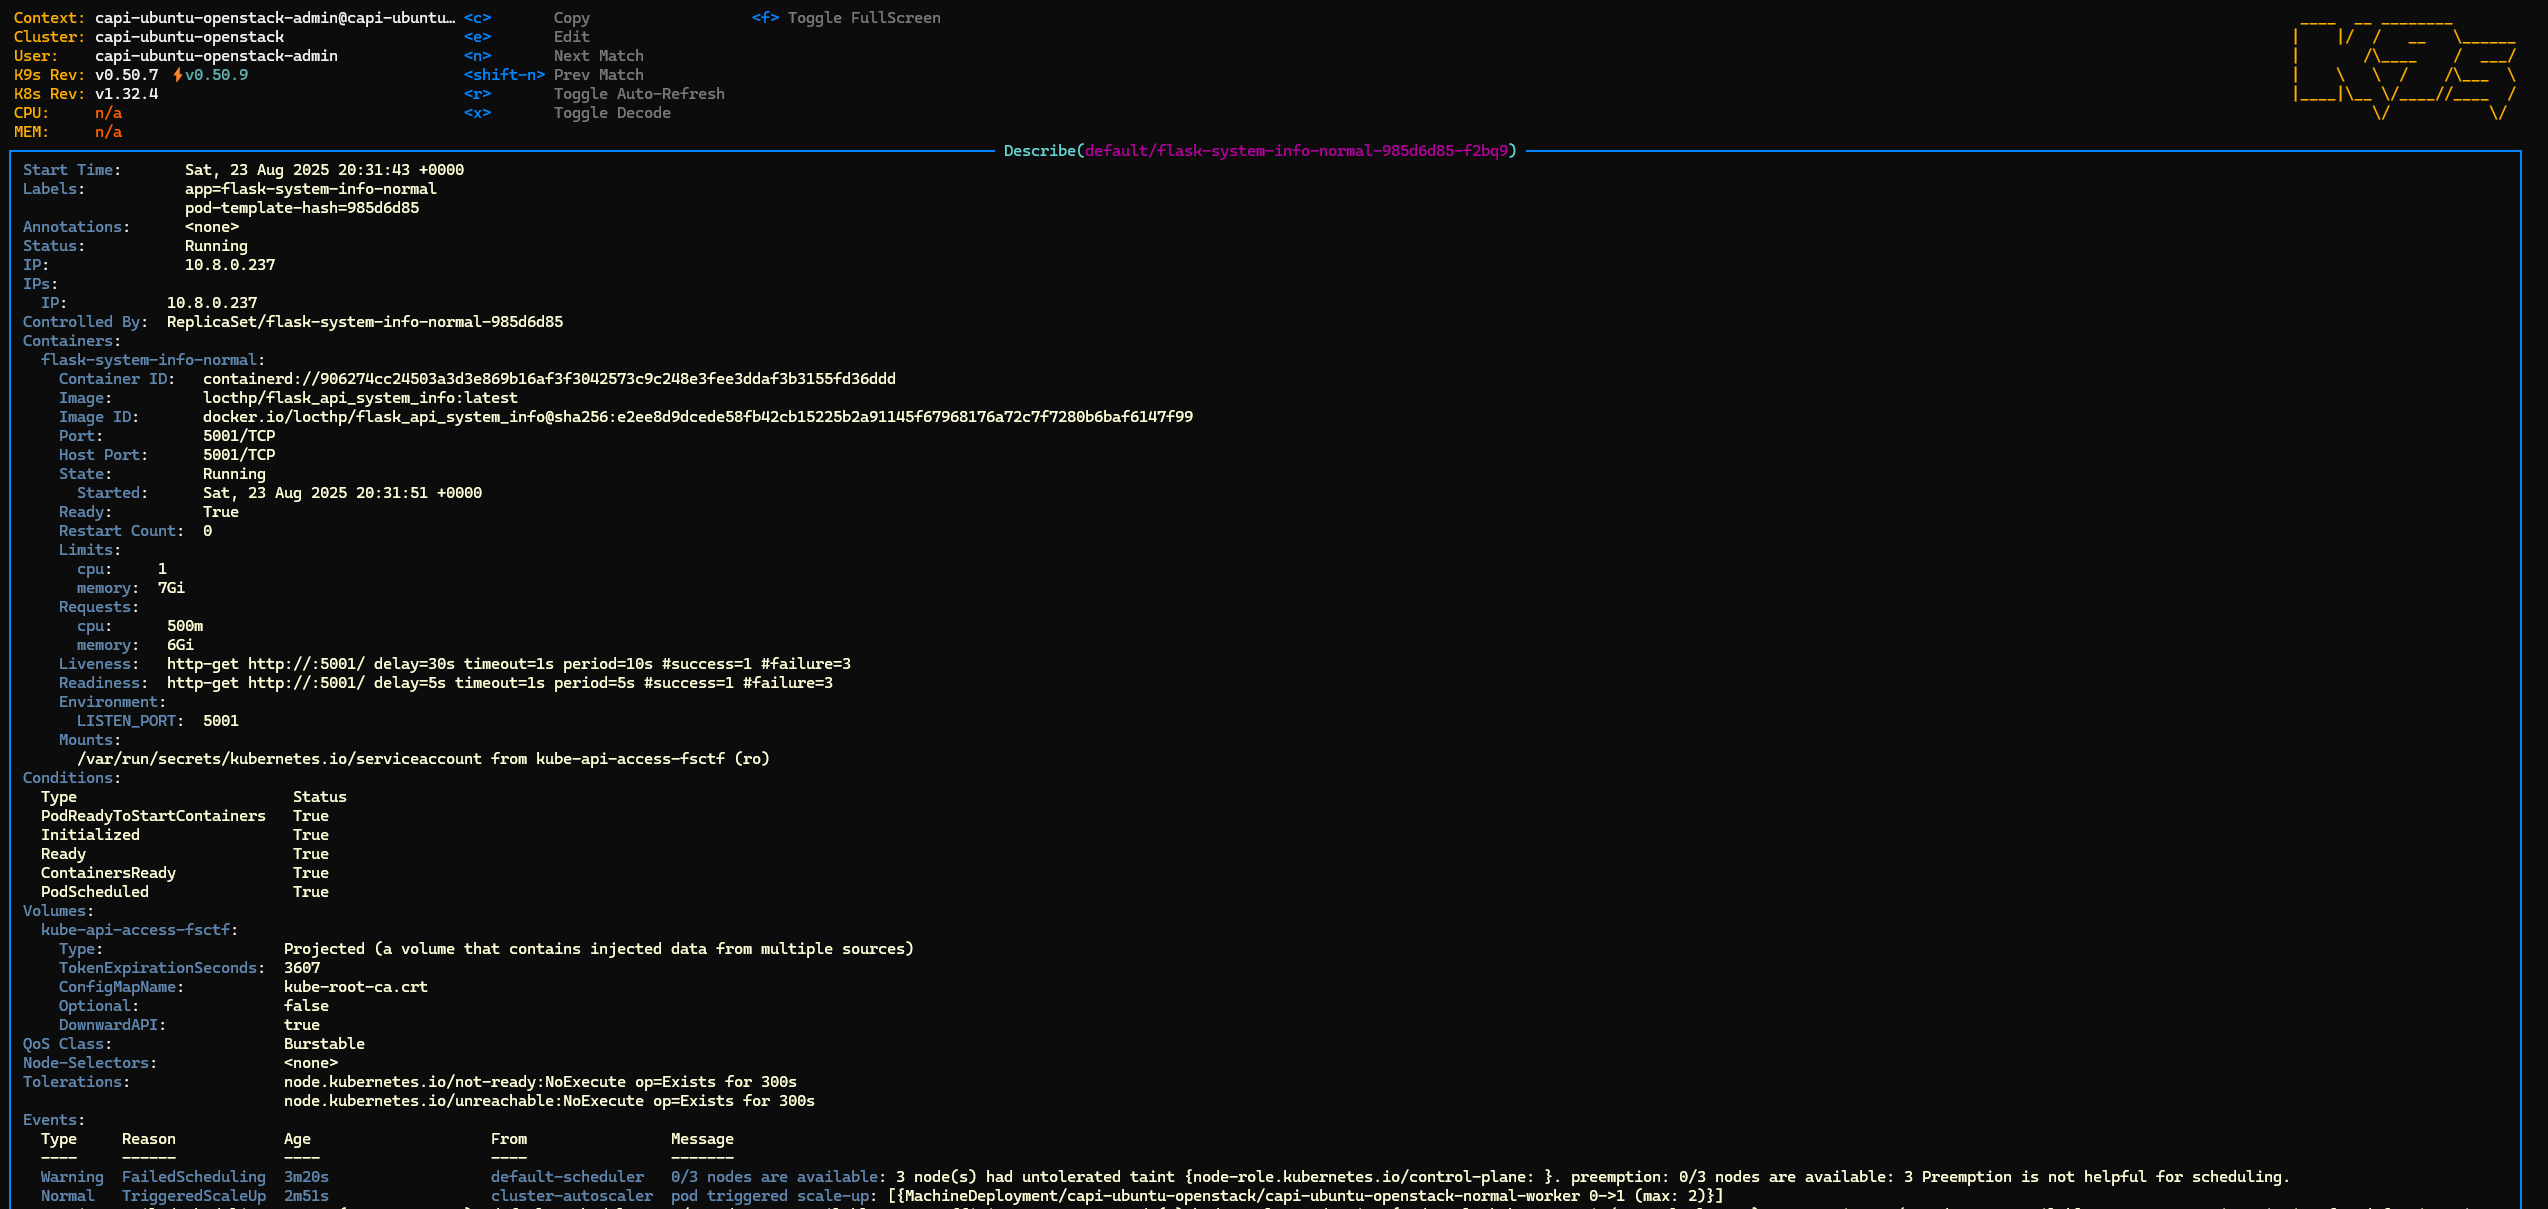 Context: capi-ubuntu-openstack-admin@capi-ubuntu… <c> Copy <f> Toggle FullScreen
Cluster: capi-ubuntu-openstack <e> Edit
User: capi-ubuntu-openstack-admin <n> Next Match
K9s Rev: v0.50.7 ⚡v0.50.9 <shift-n> Prev Match
K8s Rev: v1.32.4 <r> Toggle Auto-Refresh
CPU: n/a <x> Toggle Decode
MEM: n/a
Describe(default/flask-system-info-normal-985d6d85-f2bq9)
Start Time: Sat, 23 Aug 2025 20:31:43 +0000
Labels: app=flask-system-info-normal
pod-template-hash=985d6d85
Annotations: <none>
Status: Running
IP: 10.8.0.237
IPs:
IP: 10.8.0.237
Controlled By: ReplicaSet/flask-system-info-normal-985d6d85
Containers:
flask-system-info-normal:
Container ID: containerd://906274cc24503a3d3e869b16af3f3042573c9c248e3fee3ddaf3b3155fd36ddd
Image: locthp/flask_api_system_info:latest
Image ID: docker.io/locthp/flask_api_system_info@sha256:e2ee8d9dcede58fb42cb15225b2a91145f67968176a72c7f7280b6baf6147f99
Port: 5001/TCP
Host Port: 5001/TCP
State: Running
Started: Sat, 23 Aug 2025 20:31:51 +0000
Ready: True
Restart Count: 0
Limits:
cpu: 1
memory: 7Gi
Requests:
cpu: 500m
memory: 6Gi
Liveness: http-get http://:5001/ delay=30s timeout=1s period=10s #success=1 #failure=3
Readiness: http-get http://:5001/ delay=5s timeout=1s period=5s #success=1 #failure=3
Environment:
LISTEN_PORT: 5001
Mounts:
/var/run/secrets/kubernetes.io/serviceaccount from kube-api-access-fsctf (ro)
Conditions:
Type Status
PodReadyToStartContainers True
Initialized True
Ready True
ContainersReady True
PodScheduled True
Volumes:
kube-api-access-fsctf:
Type: Projected (a volume that contains injected data from multiple sources)
TokenExpirationSeconds: 3607
ConfigMapName: kube-root-ca.crt
Optional: false
DownwardAPI: true
QoS Class: Burstable
Node-Selectors: <none>
Tolerations: node.kubernetes.io/not-ready:NoExecute op=Exists for 300s
node.kubernetes.io/unreachable:NoExecute op=Exists for 300s
Events:
Type Reason Age From Message
---- ------ ---- ---- -------
Warning FailedScheduling 3m20s default-scheduler 0/3 nodes are available: 3 node(s) had untolerated taint {node-role.kubernetes.io/control-plane: }. preemption: 0/3 nodes are available: 3 Preemption is not helpful for scheduling.
Normal TriggeredScaleUp 2m51s cluster-autoscaler pod triggered scale-up: [{MachineDeployment/capi-ubuntu-openstack/capi-ubuntu-openstack-normal-worker 0->1 (max: 2)}]